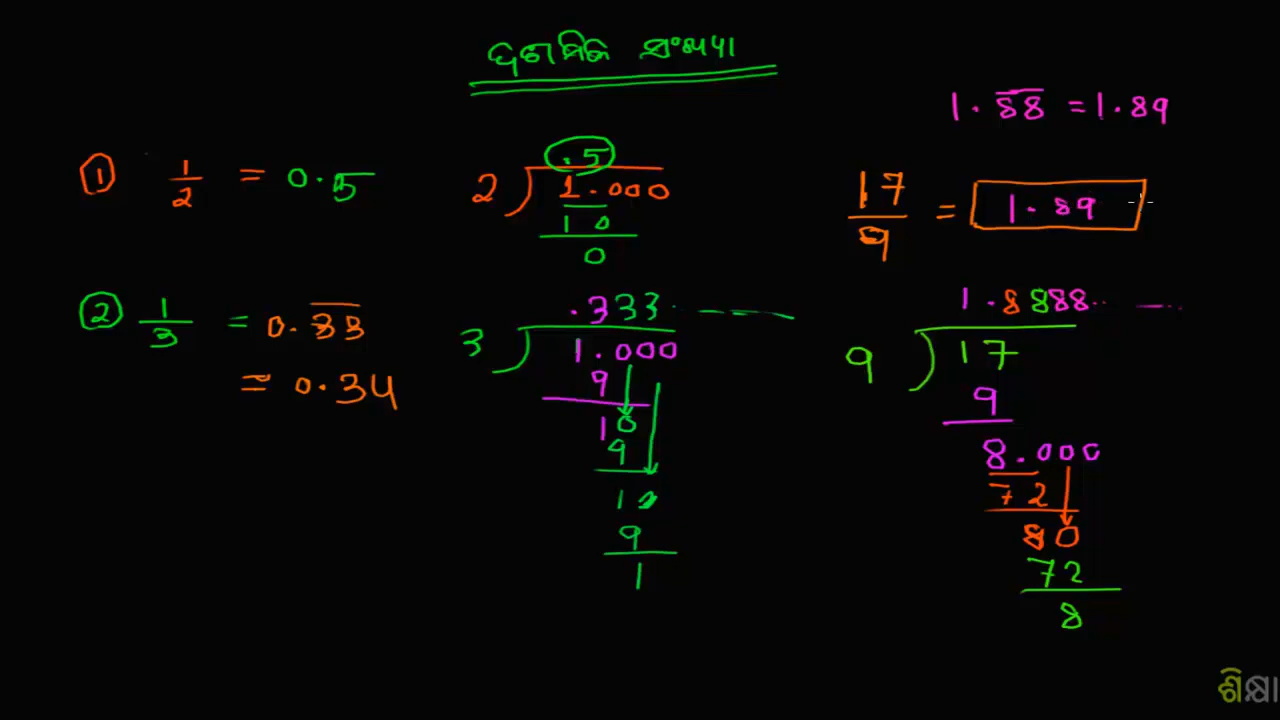 ଦଶମିକ ସଂଖ୍ୟା
① 1/2 = 0.5
.5
2 ) 1.000
1 0
0
② 1/3 = 0.3̅3̅
= 0.34
.333. -----
3 ) 1.000
9
10
9
10
9
1
1.8̅8̅ = 1.89
17/9 = 1.89
1.8888.. ....
9 ) 17
9
8.000
72
80
72
8
ଶିକ୍ଷା